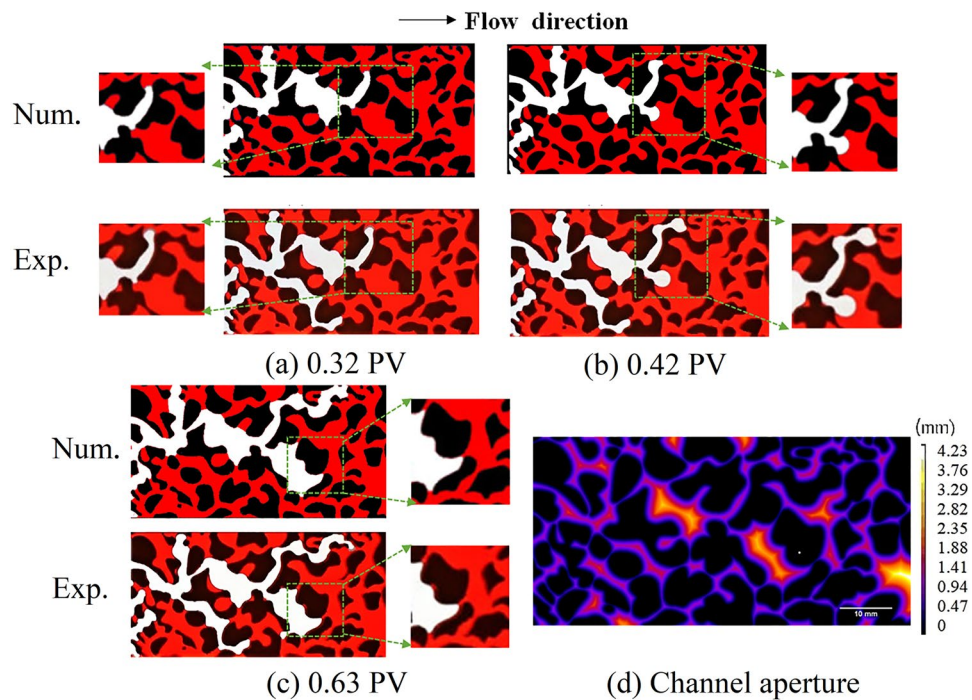 Flow direction
Num.
Exp.
(a) 0.32 PV
(b) 0.42 PV
Num.
Exp.
(c) 0.63 PV
(mm)
4.23
3.76
3.29
2.82
2.35
1.88
1.41
0.94
0.47
0
10 mm
(d) Channel aperture